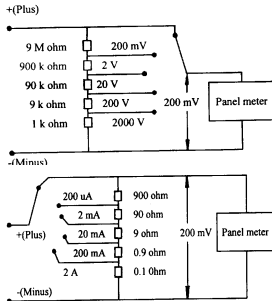 +(Plus)
9 M ohm
200 mV
900 k ohm
2 V
90 k ohm
20 V
9 k ohm
200 V
200 mV
Panel meter
1 k ohm
2000 V
-(Minus)
200 uA
900 ohm
2 mA
90 ohm
+(Plus)
20 mA
9 ohm
200 mV
Panel meter
200 mA
0.9 ohm
2 A
0.1 0hm
-(Minus)